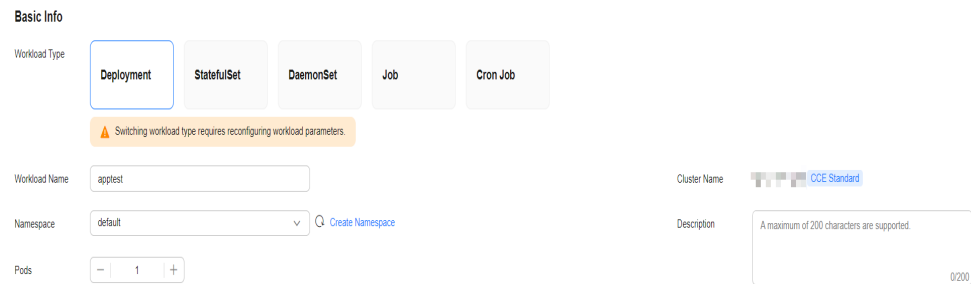 Basic Info
Workload Type
Deployment
StatefulSet
DaemonSet
Job
Cron Job
Switching workload type requires reconfiguring workload parameters.
Workload Name
apptest
Cluster Name
CCE Standard
Namespace
default
Create Namespace
Description
A maximum of 200 characters are supported.
0/200
Pods
1